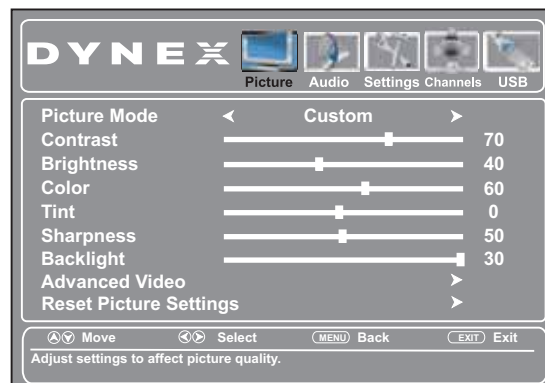 DYNEX
Picture Audio Settings Channels USB
Picture Mode Custom
Contrast 70
Brightness 40
Color 60
Tint 0
Sharpness 50
Backlight 30
Advanced Video
Reset Picture Settings
Move Select MENU Back EXIT Exit
Adjust settings to affect picture quality.